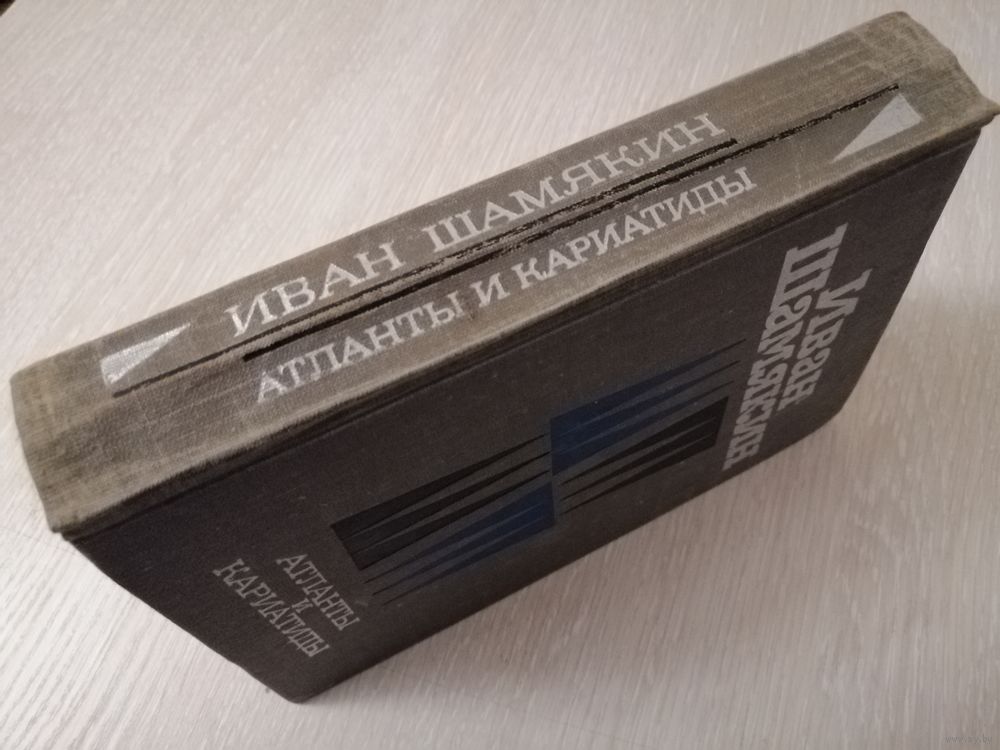 ИВАН ШАМЯКИН
АТЛАНТЫ И КАРИАТИДЫ
Иван
Шамякин
АТЛАНТЫ
И
КАРИАТИДЫ